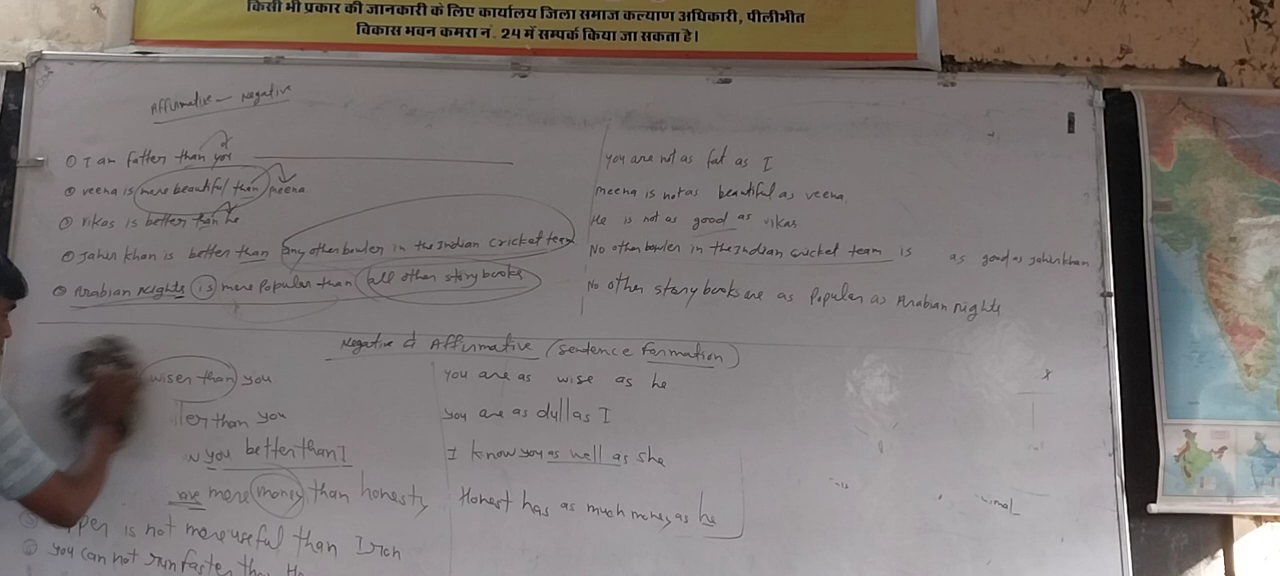 किसी भी प्रकार की जानकारी के लिए कार्यालय जिला समाज कल्याण अधिकारी, पीलीभीत
विकास भवन कमरा नं. 24 में सम्पर्क किया जा सकता है।
Affirmative – Negative
① I am fatter than you
you are not as fat as I
② veena is more beautiful than meena
meena is not as beautiful as veena.
③ vikas is better than he
He is not as good as vikas
④ Jahir khan is better than any other bowler in the Indian cricket team
No other bowler in the Indian cricket team is as good as Jahir khan
⑤ Arabian Nights is more Popular than all other story books
No other story books are as Popular as Arabian nights
Negative & Affirmative (Sentence Formation)
wiser than you
you are as wise as he
ler than you
you are as dull as I
w you better than I
I know you as well as she
ave more money than honesty
Honest has as much money as he
pper is not more useful than Iron
⑥ you can not run faster than